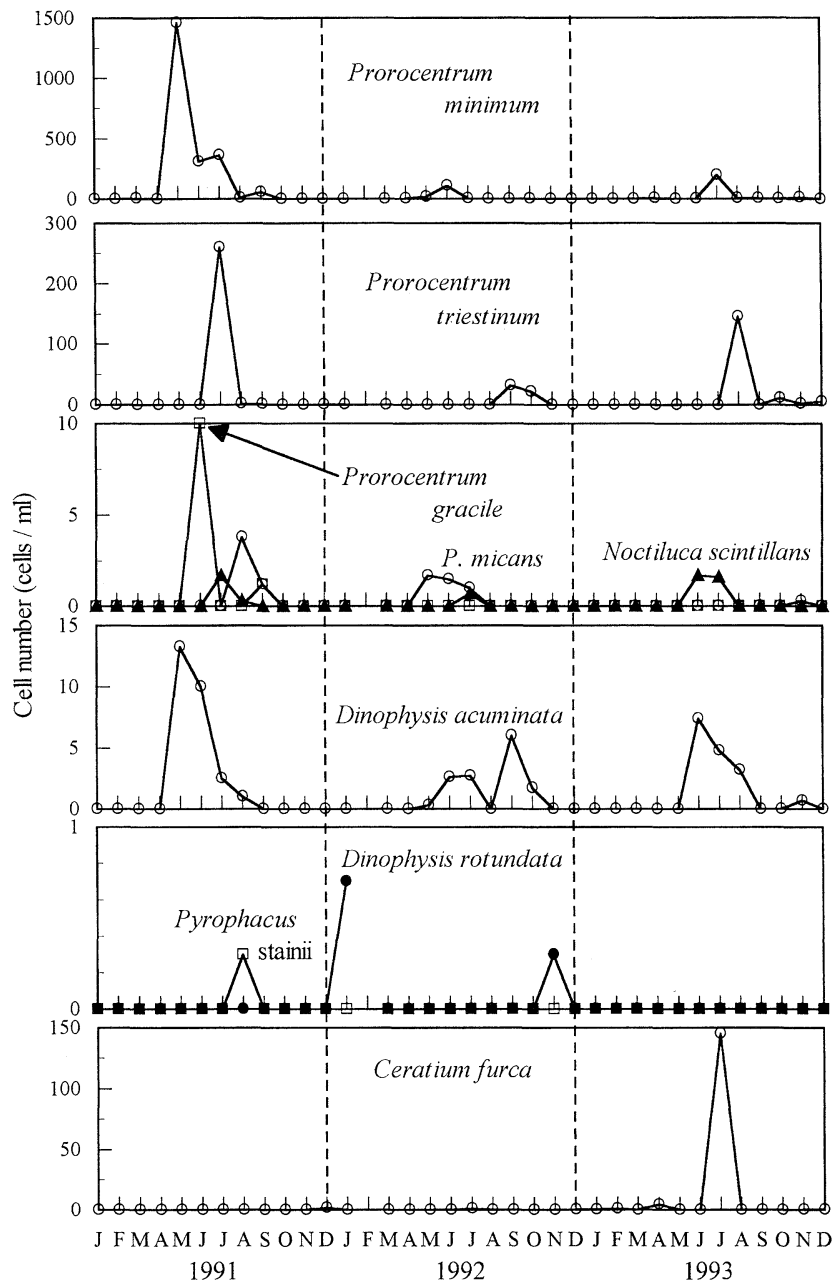 Cell number (cells / ml)
1500
1000
500
0
Prorocentrum
minimum
300
200
100
0
Prorocentrum
triestinum
10
5
0
Prorocentrum
gracile
P. micans
Noctiluca scintillans
15
10
5
0
Dinophysis acuminata
1
0
Dinophysis rotundata
Pyrophacus
stainii
150
100
50
0
Ceratium furca
J F M A M J J A S O N D J F M A M J J A S O N D J F M A M J J A S O N D
1991 1992 1993